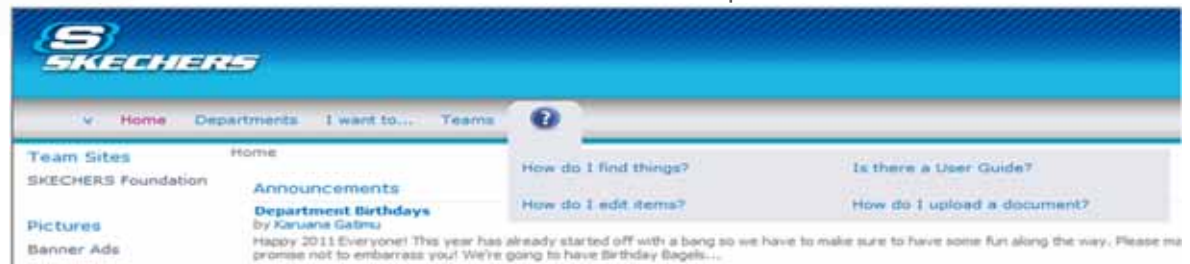 S
SKECHERS
v Home Departments I want to... Teams ?
Team Sites
SKECHERS Foundation
Pictures
Banner Ads
Home
Announcements
Department Birthdays
by Karuana Gatimu
Happy 2011 Everyone! This year has already started off with a bang so we have to make sure to have some fun along the way. Please ma
promise not to embarrass you! We're going to have Birthday Bagels...
How do I find things? Is there a User Guide?
How do I edit items? How do I upload a document?